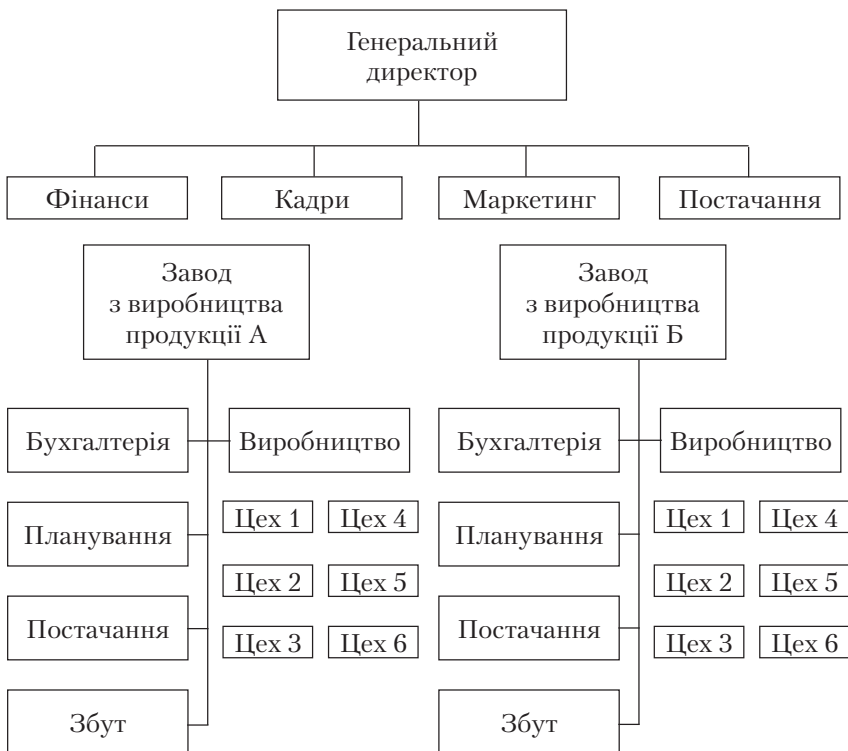 Генеральний
директор
Фінанси
Кадри
Маркетинг
Постачання
Завод
з виробництва
продукції А
Завод
з виробництва
продукції Б
Бухгалтерія
Виробництво
Бухгалтерія
Виробництво
Планування
Цех 1
Цех 4
Планування
Цех 1
Цех 4
Цех 2
Цех 5
Цех 2
Цех 5
Постачання
Цех 3
Цех 6
Постачання
Цех 3
Цех 6
Збут
Збут